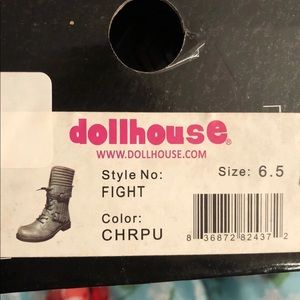 dollhouse®
WWW.DOLLHOUSE.COM
Style No:
FIGHT
Size: 6.5
Color:
CHRPU
8 36872 82437 2